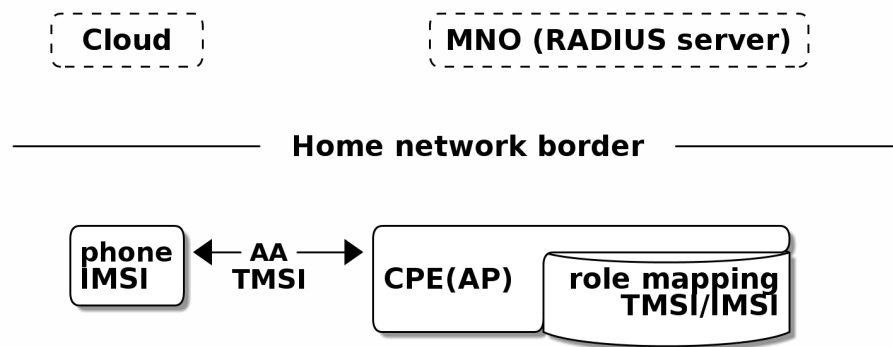 Cloud
MNO (RADIUS server)
Home network border
phone
IMSI
AA
TMSI
CPE(AP)
role mapping
TMSI/IMSI